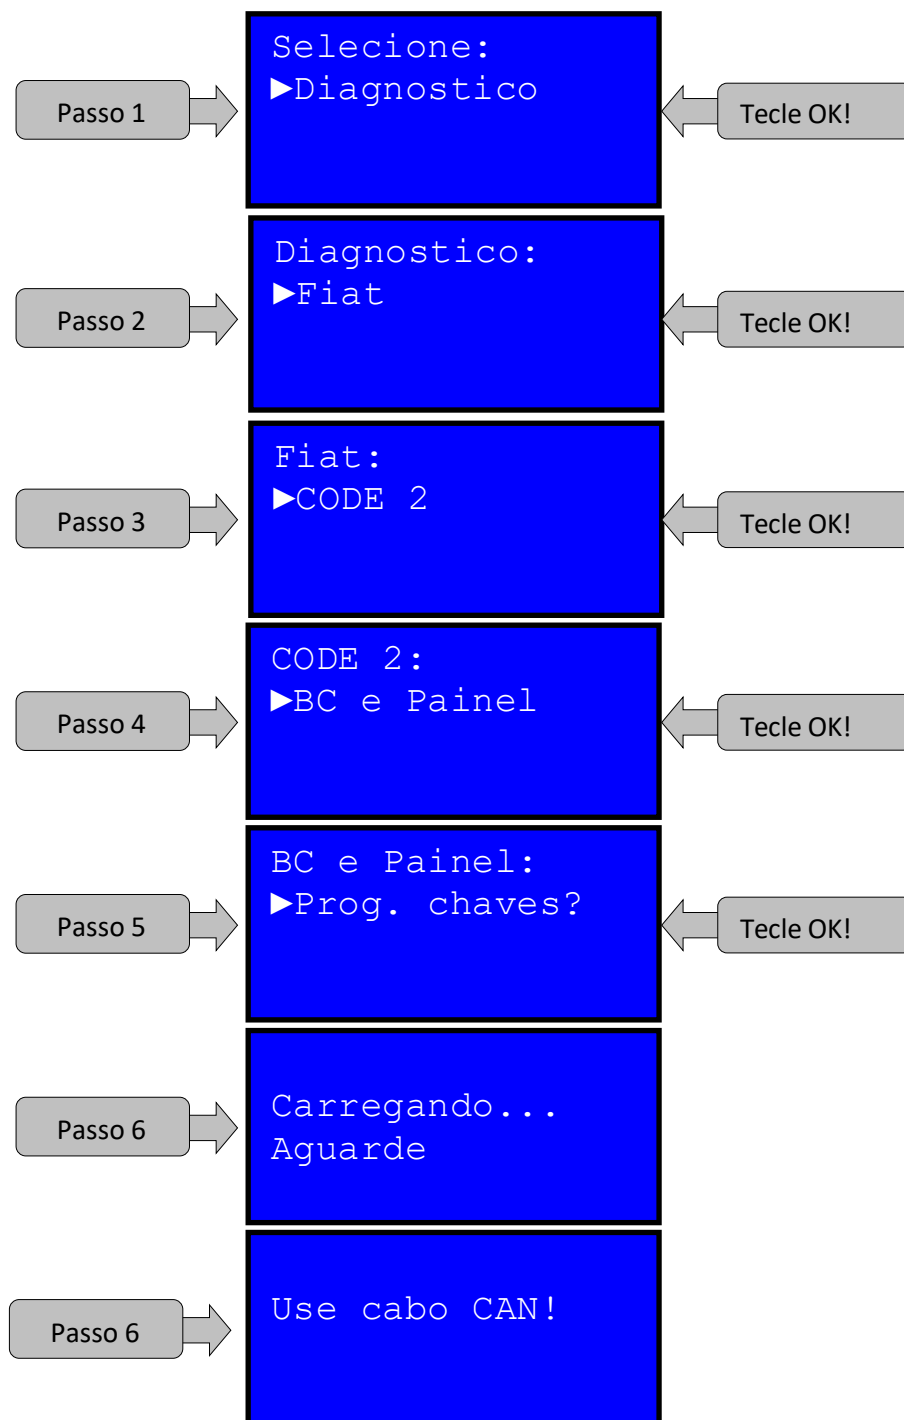 Selecione:
Passo 1
►Diagnostico
Tecle OK!
Diagnostico:
Passo 2
►Fiat
Tecle OK!
Fiat:
Passo 3
►CODE 2
Tecle OK!
CODE 2:
Passo 4
►BC e Painel
Tecle OK!
BC e Painel:
Passo 5
►Prog. chaves?
Tecle OK!
Passo 6
Carregando...
Aguarde
Passo 6
Use cabo CAN!